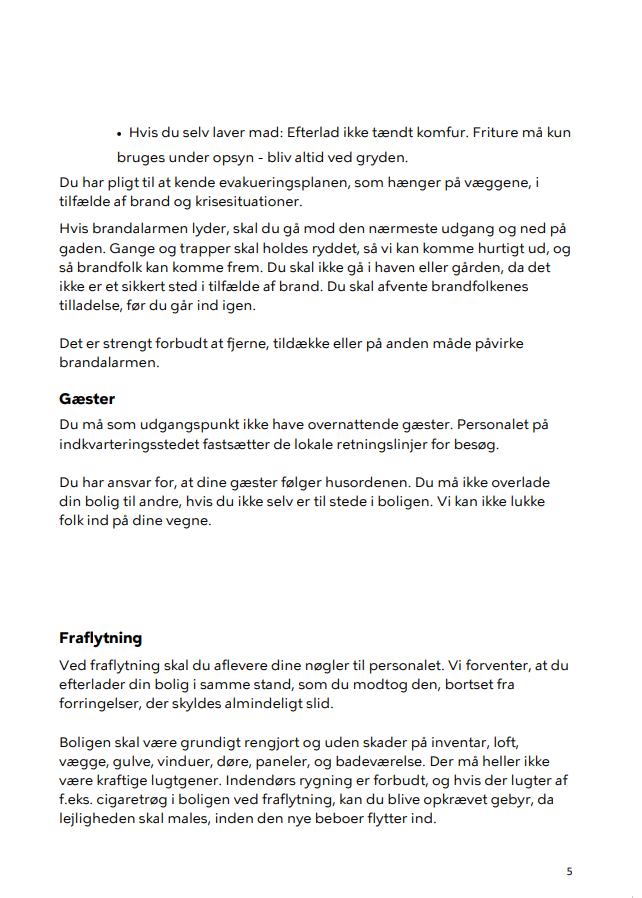 • Hvis du selv laver mad: Efterlad ikke tændt komfur. Friture må kun
bruges under opsyn - bliv altid ved gryden.
Du har pligt til at kende evakueringsplanen, som hænger på væggene, i
tilfælde af brand og krisesituationer.
Hvis brandalarmen lyder, skal du gå mod den nærmeste udgang og ned på
gaden. Gange og trapper skal holdes ryddet, så vi kan komme hurtigt ud, og
så brandfolk kan komme frem. Du skal ikke gå i haven eller gården, da det
ikke er et sikkert sted i tilfælde af brand. Du skal afvente brandfolkenes
tilladelse, før du går ind igen.
Det er strengt forbudt at fjerne, tildække eller på anden måde påvirke
brandalarmen.
Gæster
Du må som udgangspunkt ikke have overnattende gæster. Personalet på
indkvarteringsstedet fastsætter de lokale retningslinjer for besøg.
Du har ansvar for, at dine gæster følger husordenen. Du må ikke overlade
din bolig til andre, hvis du ikke selv er til stede i boligen. Vi kan ikke lukke
folk ind på dine vegne.
Fraflytning
Ved fraflytning skal du aflevere dine nøgler til personalet. Vi forventer, at du
efterlader din bolig i samme stand, som du modtog den, bortset fra
forringelser, der skyldes almindeligt slid.
Boligen skal være grundigt rengjort og uden skader på inventar, loft,
vægge, gulve, vinduer, døre, paneler, og badeværelse. Der må heller ikke
være kraftige lugtgener. Indendørs rygning er forbudt, og hvis der lugter af
f.eks. cigaretrøg i boligen ved fraflytning, kan du blive opkrævet gebyr, da
lejligheden skal males, inden den nye beboer flytter ind.
5